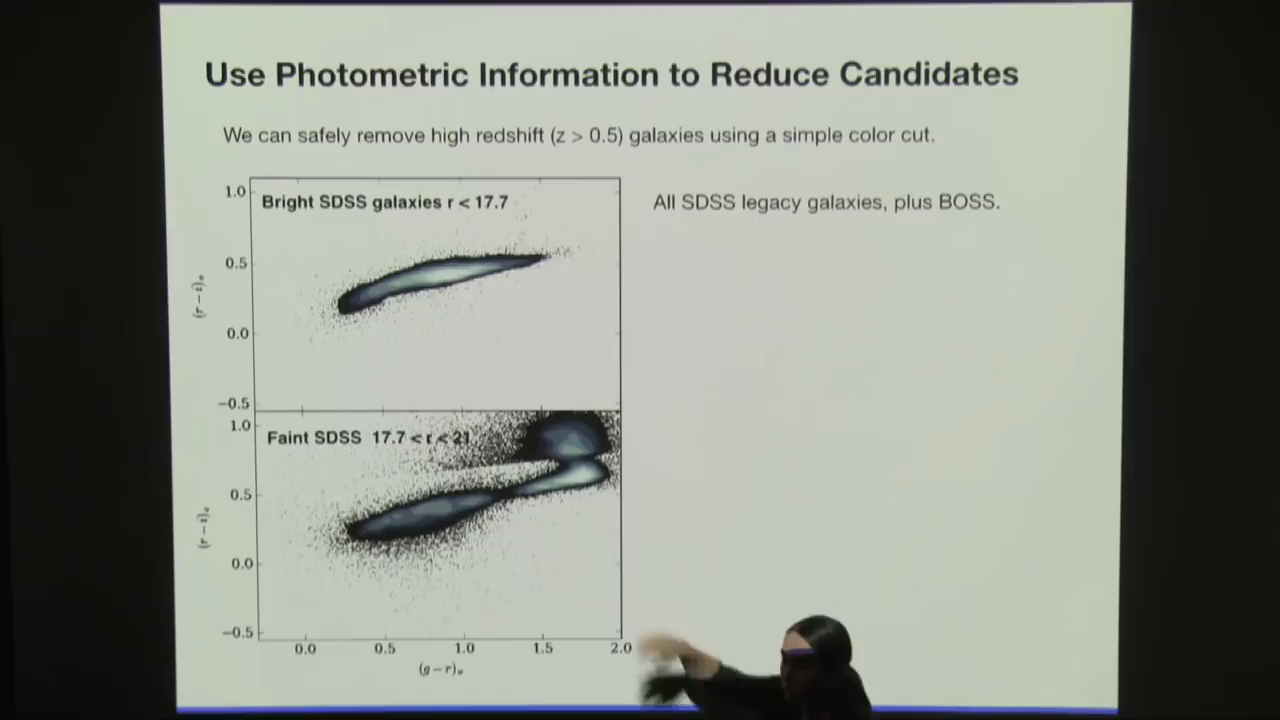 Use Photometric Information to Reduce Candidates
We can safely remove high redshift (z > 0.5) galaxies using a simple color cut.
All SDSS legacy galaxies, plus BOSS.
Bright SDSS galaxies r < 17.7
1.0
0.5
0.0
−0.5
Faint SDSS 17.7 < r < 21
1.0
0.5
0.0
−0.5
0.0 0.5 1.0 1.5 2.0